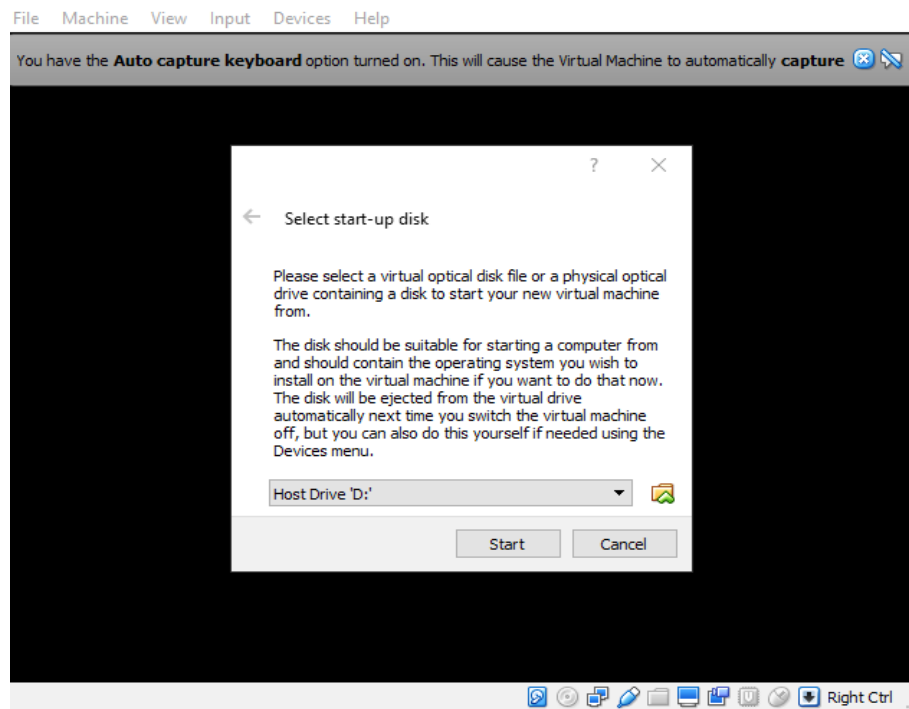 File Machine View Input Devices Help
You have the Auto capture keyboard option turned on. This will cause the Virtual Machine to automatically capture
?
Select start-up disk
Please select a virtual optical disk file or a physical optical
drive containing a disk to start your new virtual machine
from.
The disk should be suitable for starting a computer from
and should contain the operating system you wish to
install on the virtual machine if you want to do that now.
The disk will be ejected from the virtual drive
automatically next time you switch the virtual machine
off, but you can also do this yourself if needed using the
Devices menu.
Host Drive 'D:'
Start Cancel
Right Ctrl